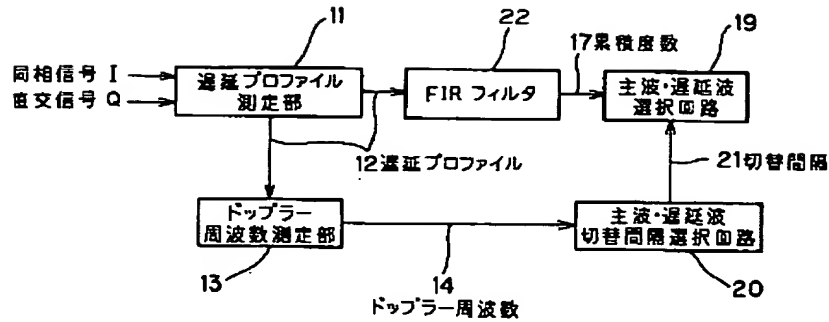 11
22
17累積度数
19
同相信号 I
直交信号 Q
遅延プロファイル
測定部
FIR フィルタ
主波・遅延波
選択回路
12遅延プロファイル
21切替間隔
ドップラー
周波数測定部
主波・遅延波
切替間隔選択回路
13
14
ドップラー周波数
20